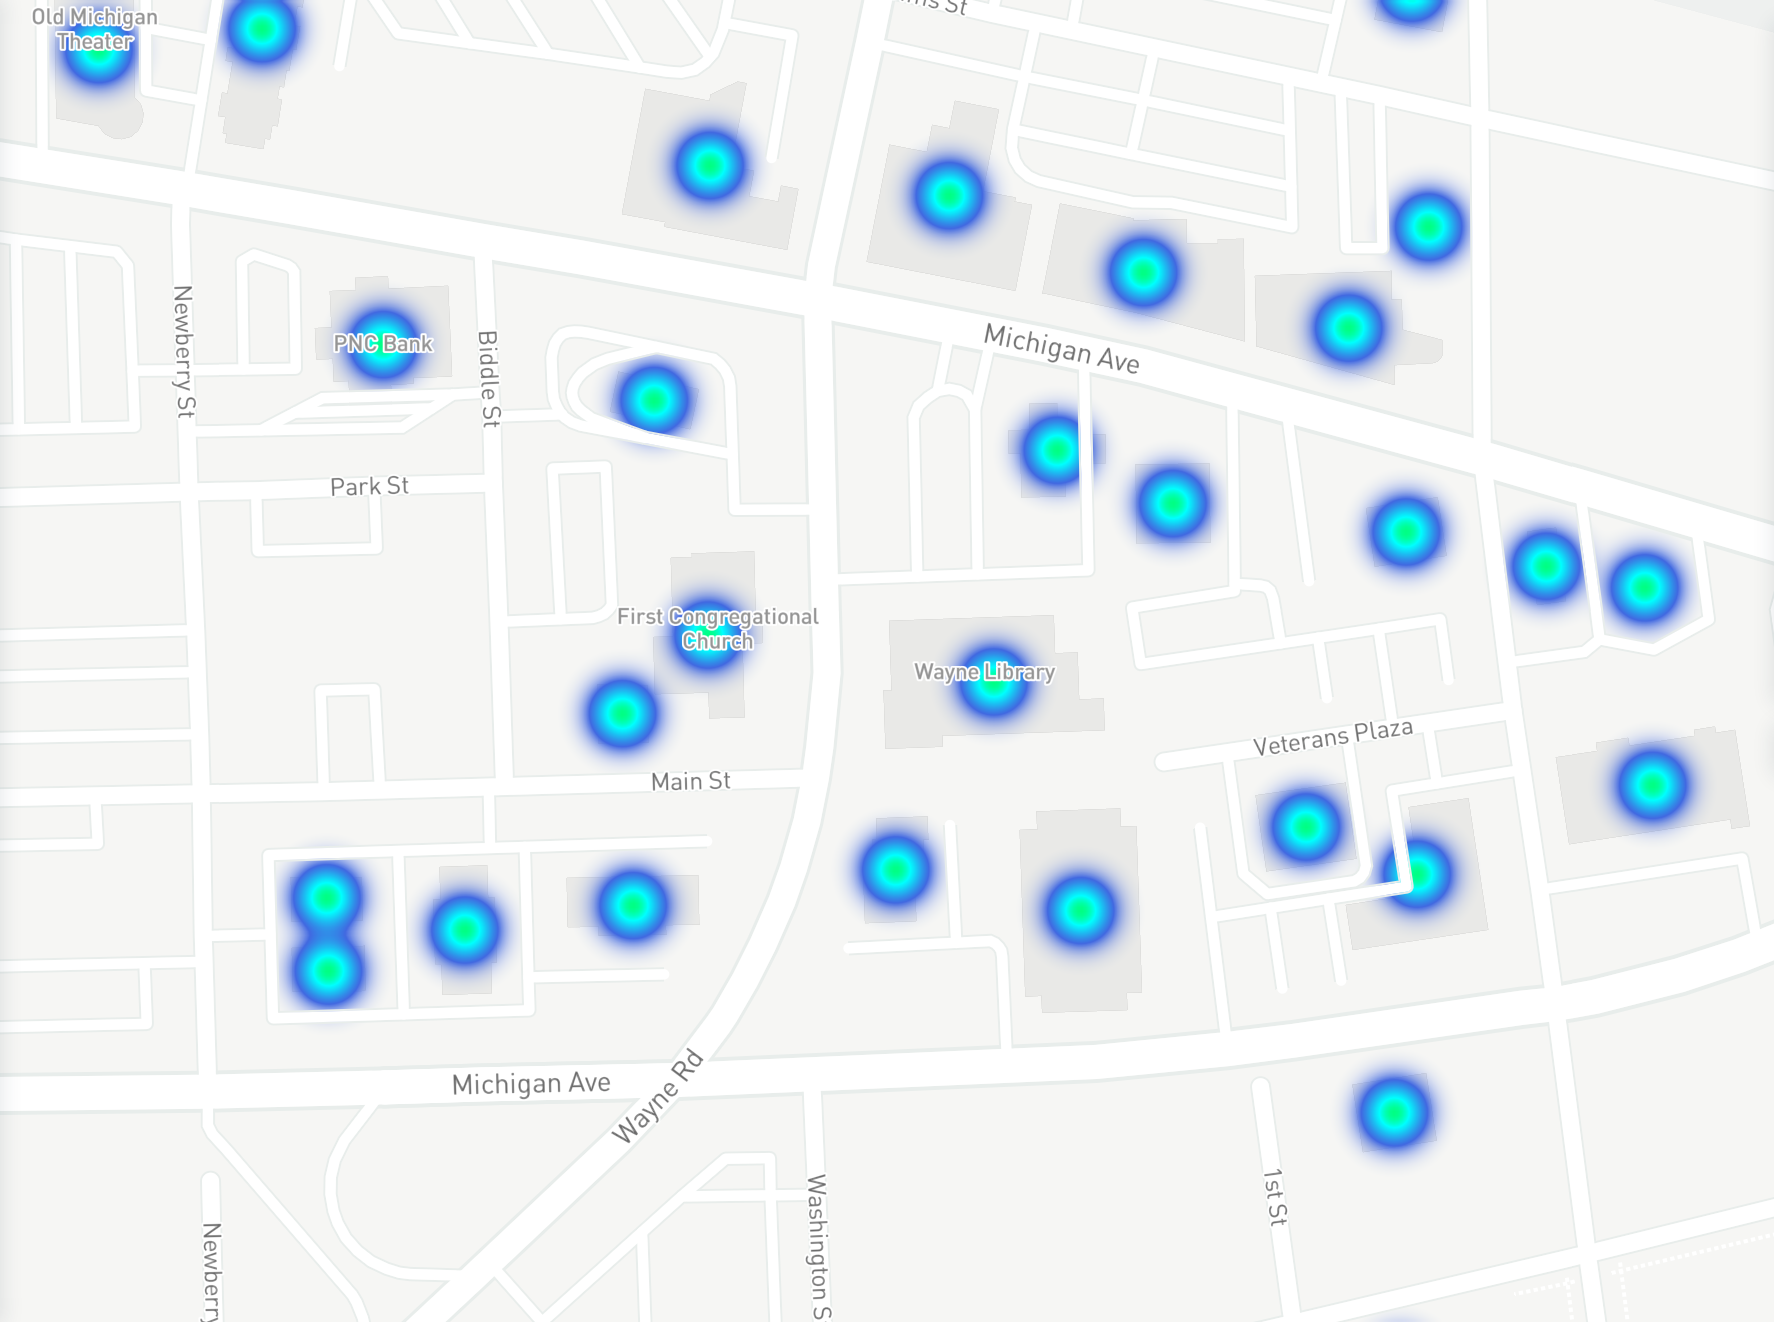 Old Michigan
Theater
Newberry St
PNC Bank
Biddle St
Michigan Ave
Park St
First Congregational
Church
Wayne Library
Veterans Plaza
Main St
Michigan Ave
Wayne Rd
Washington S
1st St
Newberry